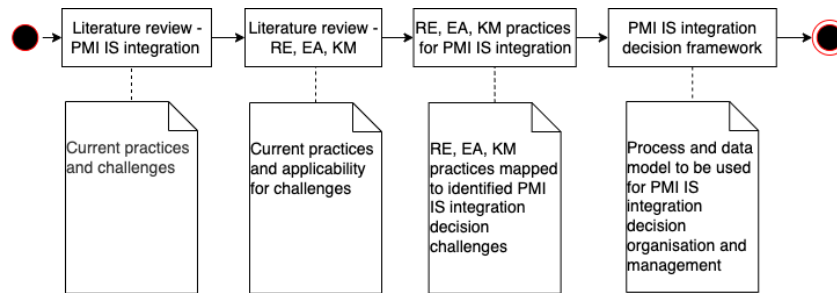 Literature review -
PMI IS integration
Literature review -
RE, EA, KM
RE, EA, KM practices
for PMI IS integration
PMI IS integration
decision framework
Current practices
and challenges
Current practices
and applicability
for challenges
RE, EA, KM
practices mapped
to identified PMI
IS integration
decision
challenges
Process and data
model to be used
for PMI IS
integration
decision
organisation and
management